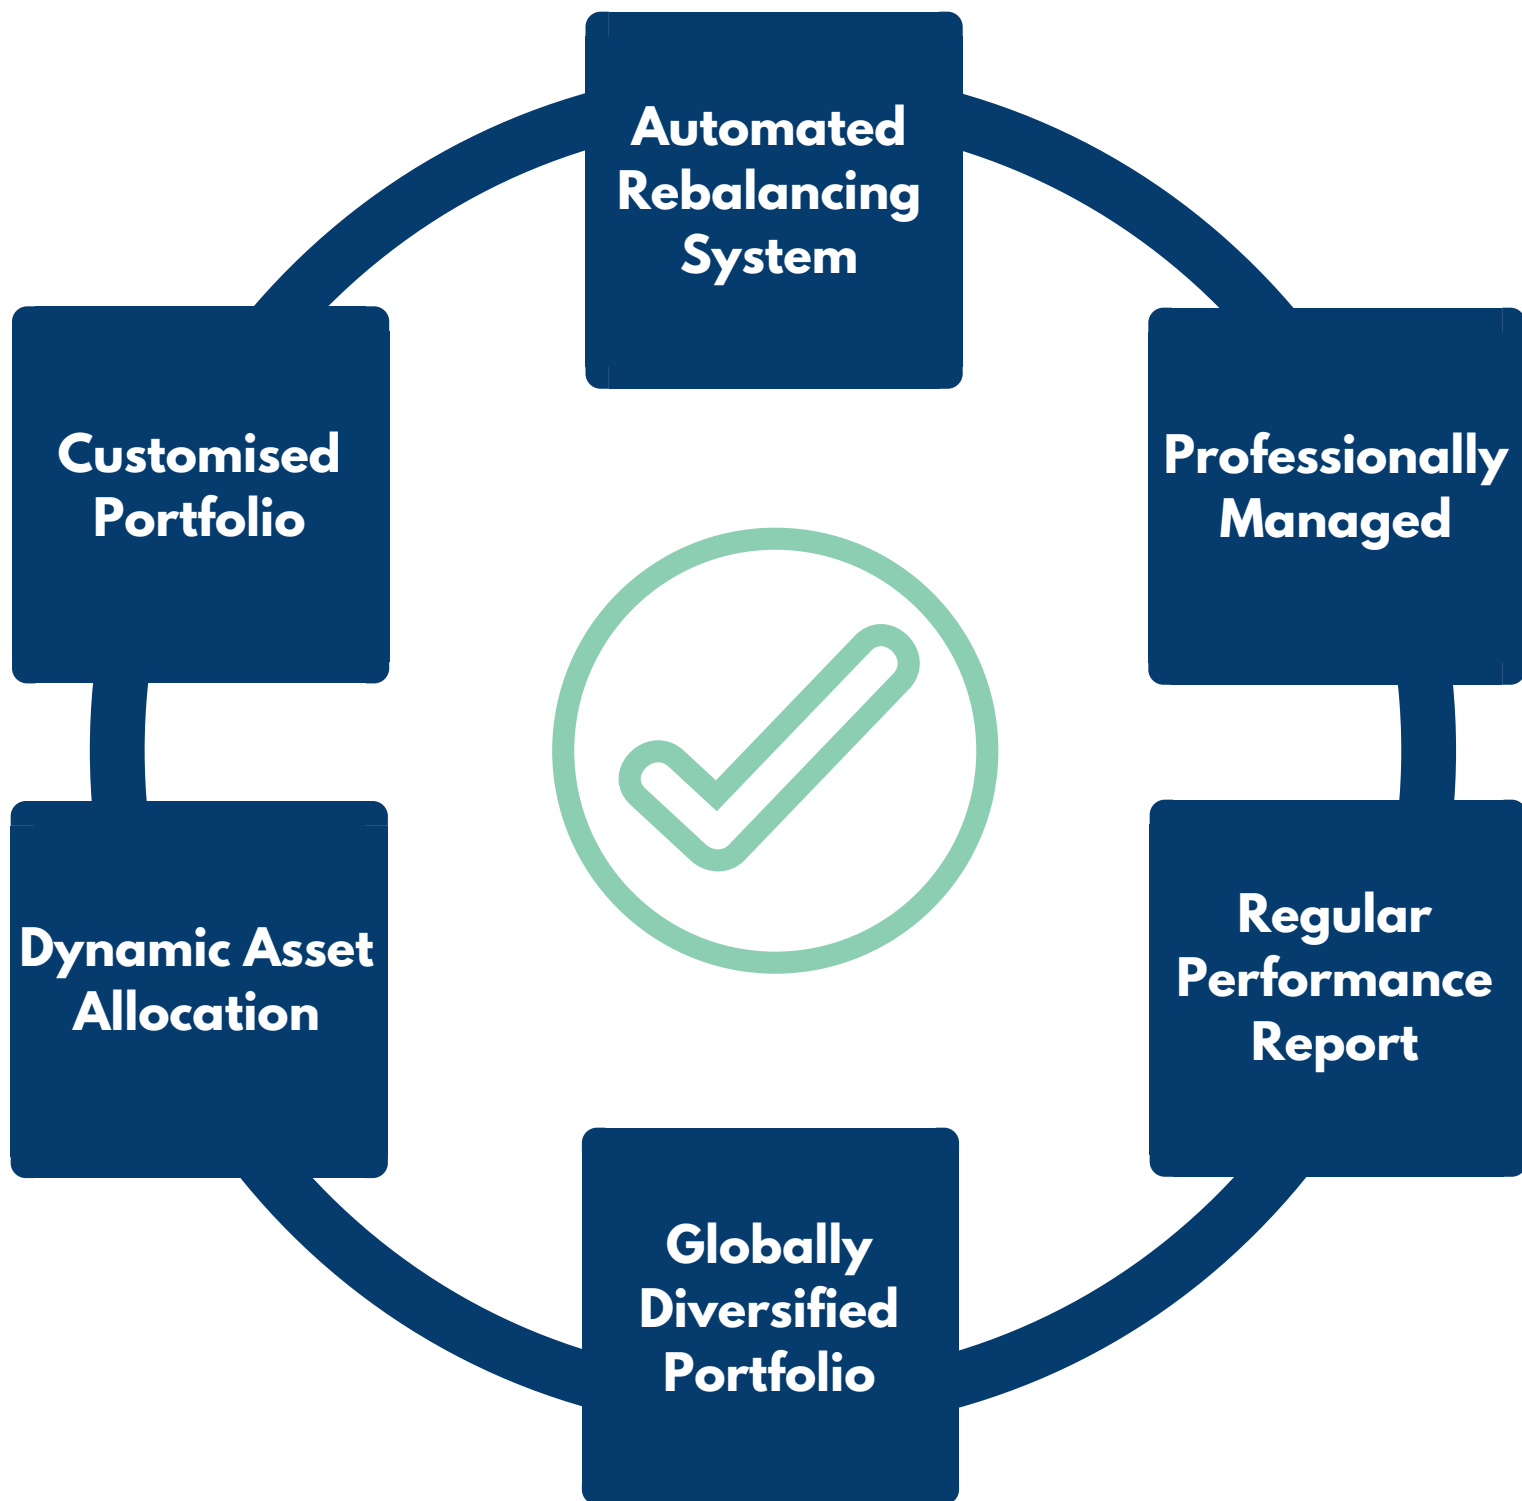 Automated
Rebalancing
System
Customised
Portfolio
Professionally
Managed
Dynamic Asset
Allocation
Regular
Performance
Report
Globally
Diversified
Portfolio